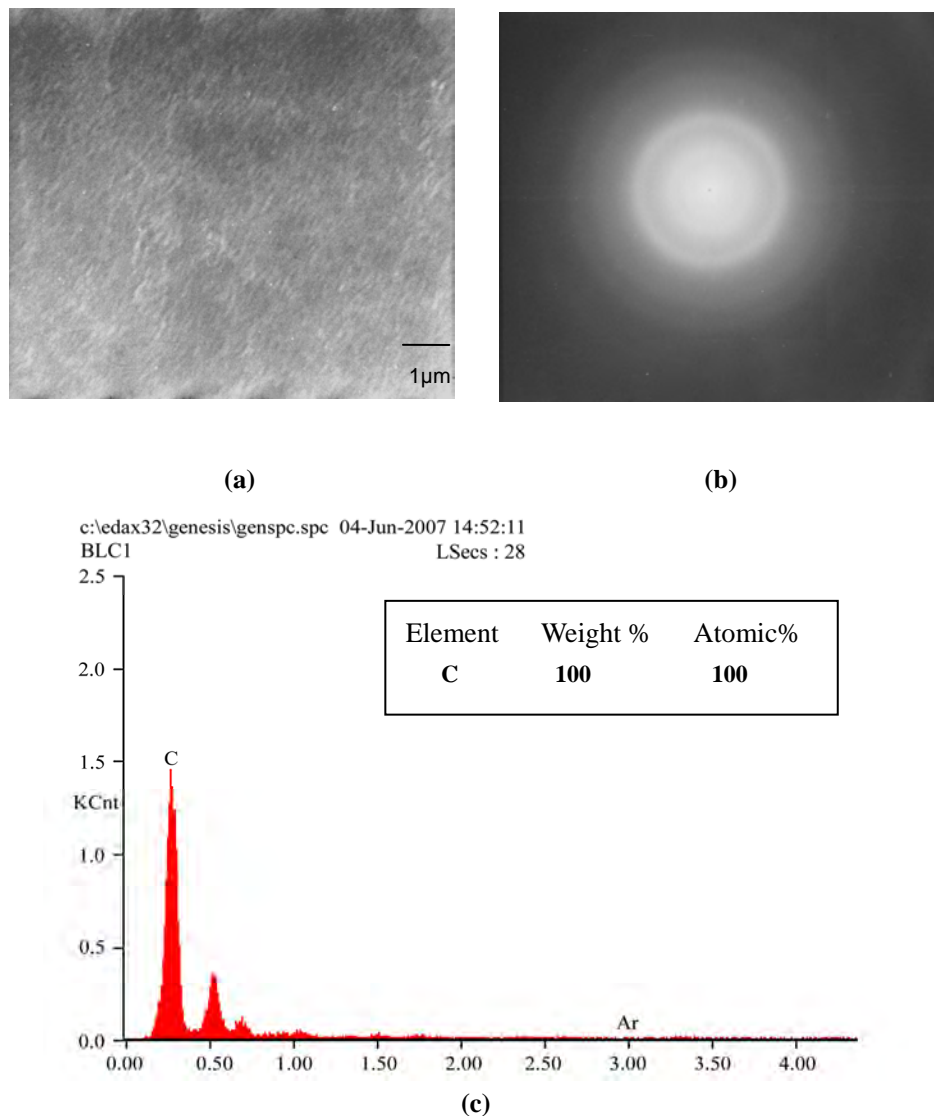 1µm
(a) (b)
c:\edax32\genesis\genspc.spc 04-Jun-2007 14:52:11
BLC1 LSecs : 28
2.5
Element Weight % Atomic%
C 100 100
2.0
C
1.5
KCnt
1.0
0.5
Ar
0.0
0.00 0.50 1.00 1.50 2.00 2.50 3.00 3.50 4.00
(c)